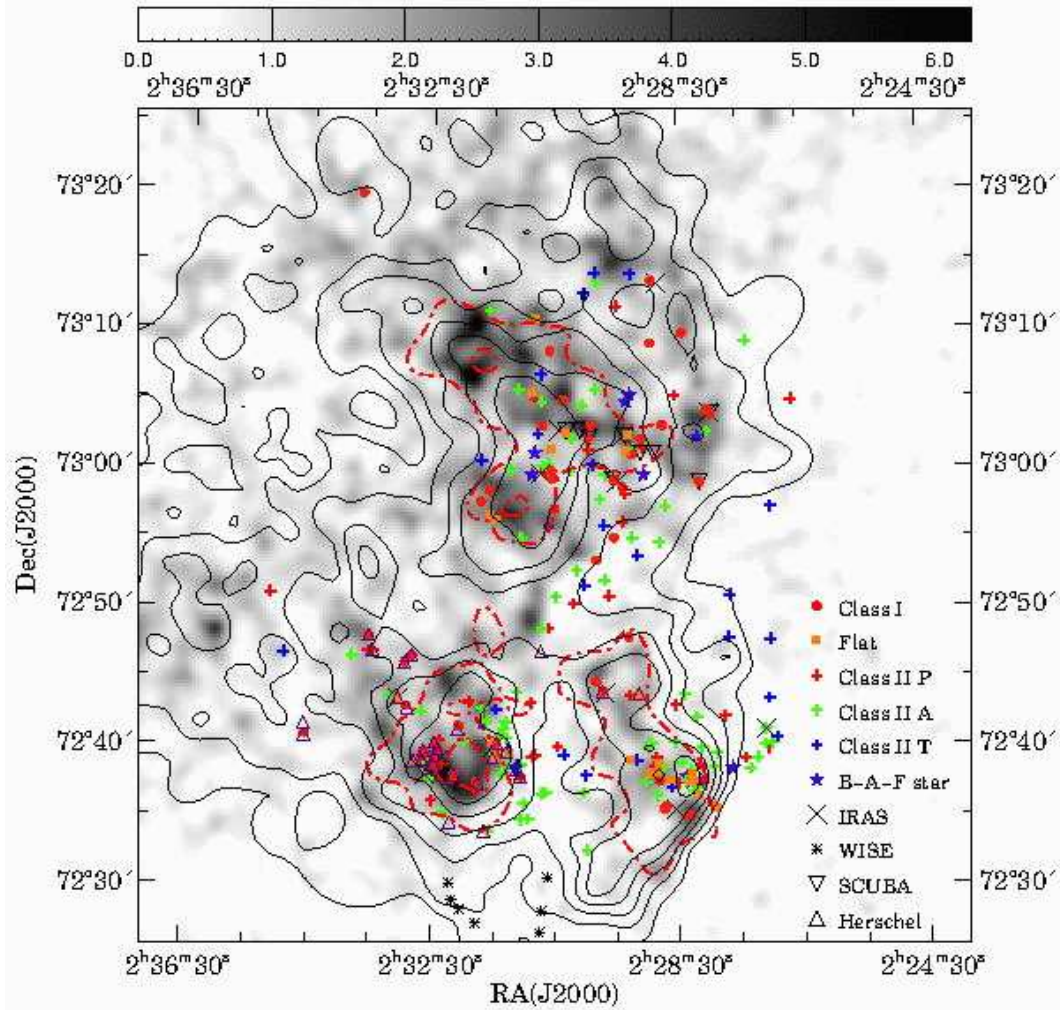 0.0 1.0 2.0 3.0 4.0 5.0 6.0
2ʰ36ᵐ30ˢ 2ʰ32ᵐ30ˢ 2ʰ28ᵐ30ˢ 2ʰ24ᵐ30ˢ
73°20′ 73°20′
73°10′ 73°10′
73°00′ 73°00′
Dec(J2000)
72°50′ 72°50′
Class I
Flat
Class II P
Class II A
72°40′ 72°40′
Class II T
B-A-F star
IRAS
WISE
72°30′ 72°30′
SCUBA
Herschel
2ʰ36ᵐ30ˢ 2ʰ32ᵐ30ˢ 2ʰ28ᵐ30ˢ 2ʰ24ᵐ30ˢ
RA(J2000)